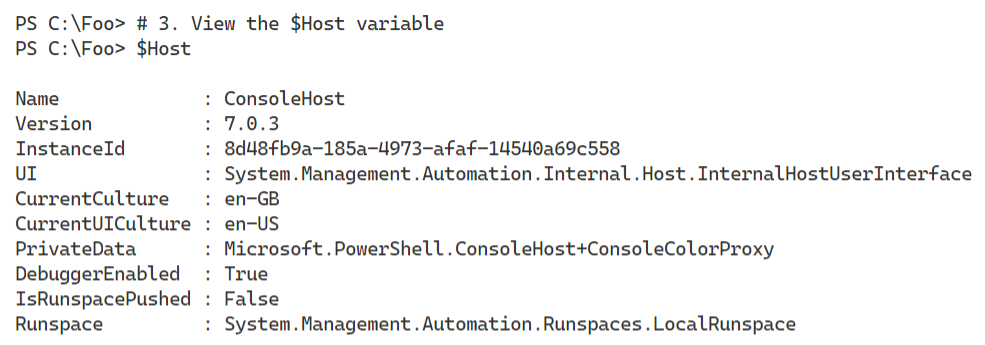 PS C:\Foo> # 3. View the $Host variable
PS C:\Foo> $Host
Name             : ConsoleHost
Version          : 7.0.3
InstanceId       : 8d48fb9a-185a-4973-afaf-14540a69c558
UI               : System.Management.Automation.Internal.Host.InternalHostUserInterface
CurrentCulture   : en-GB
CurrentUICulture : en-US
PrivateData      : Microsoft.PowerShell.ConsoleHost+ConsoleColorProxy
DebuggerEnabled  : True
IsRunspacePushed : False
Runspace         : System.Management.Automation.Runspaces.LocalRunspace